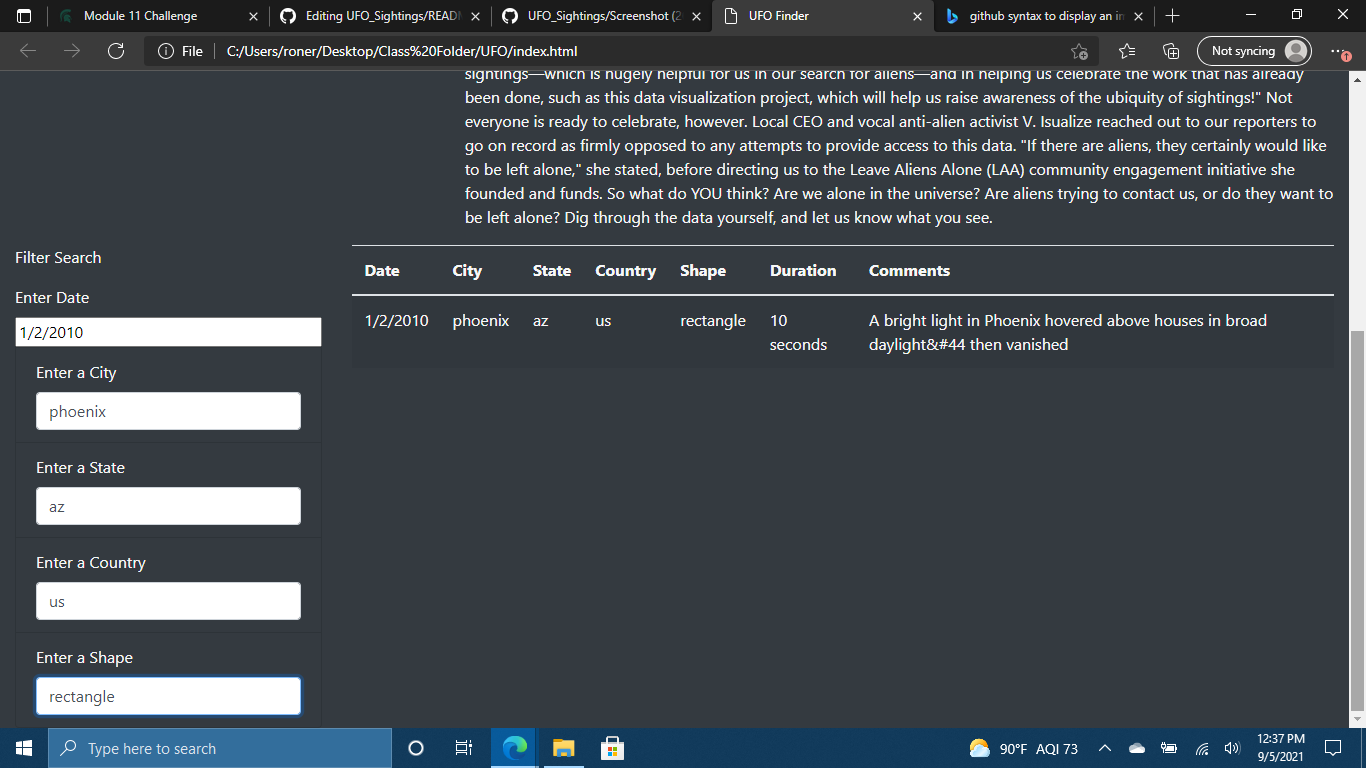 Module 11 Challenge
Editing UFO_Sightings/READ
UFO_Sightings/Screenshot (2
UFO Finder
github syntax to display an in
File
C:/Users/roner/Desktop/Class%20Folder/UFO/index.html
Not syncing
sightings—which is hugely helpful for us in our search for aliens—and in helping us celebrate the work that has already
been done, such as this data visualization project, which will help us raise awareness of the ubiquity of sightings!" Not
everyone is ready to celebrate, however. Local CEO and vocal anti-alien activist V. Isualize reached out to our reporters to
go on record as firmly opposed to any attempts to provide access to this data. "If there are aliens, they certainly would like
to be left alone," she stated, before directing us to the Leave Aliens Alone (LAA) community engagement initiative she
founded and funds. So what do YOU think? Are we alone in the universe? Are aliens trying to contact us, or do they want to
be left alone? Dig through the data yourself, and let us know what you see.
Filter Search
Enter Date
1/2/2010
Enter a City
phoenix
Enter a State
az
Enter a Country
us
Enter a Shape
rectangle
Date City State Country Shape Duration Comments
1/2/2010 phoenix az us rectangle 10 A bright light in Phoenix hovered above houses in broad
seconds daylight&#44 then vanished
Type here to search
90°F AQI 73
12:37 PM
9/5/2021